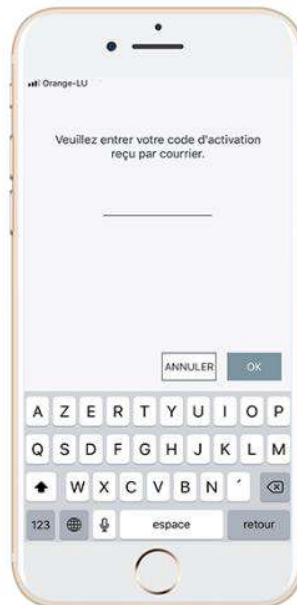 Orange-LU
Veuillez entrer votre code d'activation
reçu par courrier.
ANNULER OK
A Z E R T Y U I O P
Q S D F G H J K L M
W X C V B N ´
123 espace retour